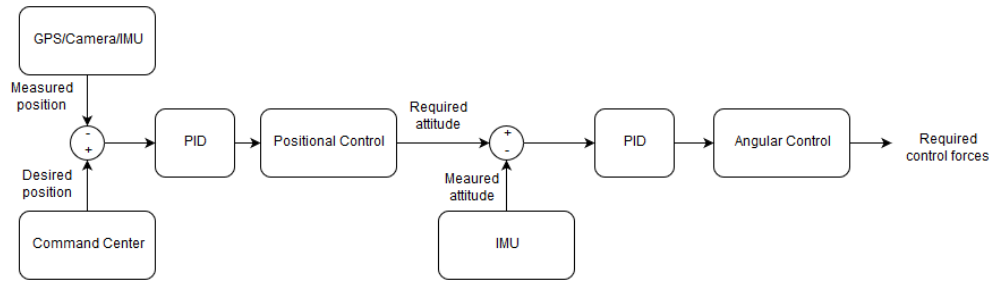 GPS/Camera/IMU
Measured
position
-
+
Desired
position
Command Center
PID
Positional Control
Required
attitude
+
-
Meaured
attitude
IMU
PID
Angular Control
Required
control forces